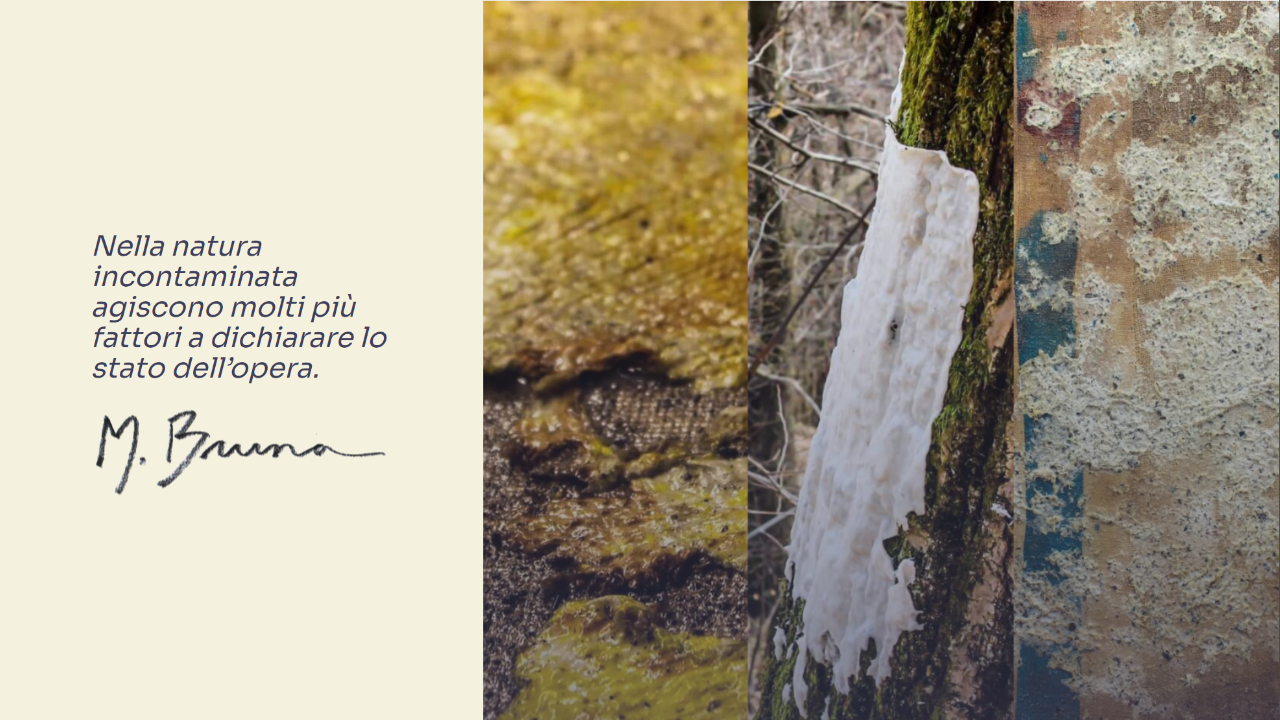 Nella natura
incontaminata
agiscono molti più
fattori a dichiarare lo
stato dell’opera.
M. Bruna